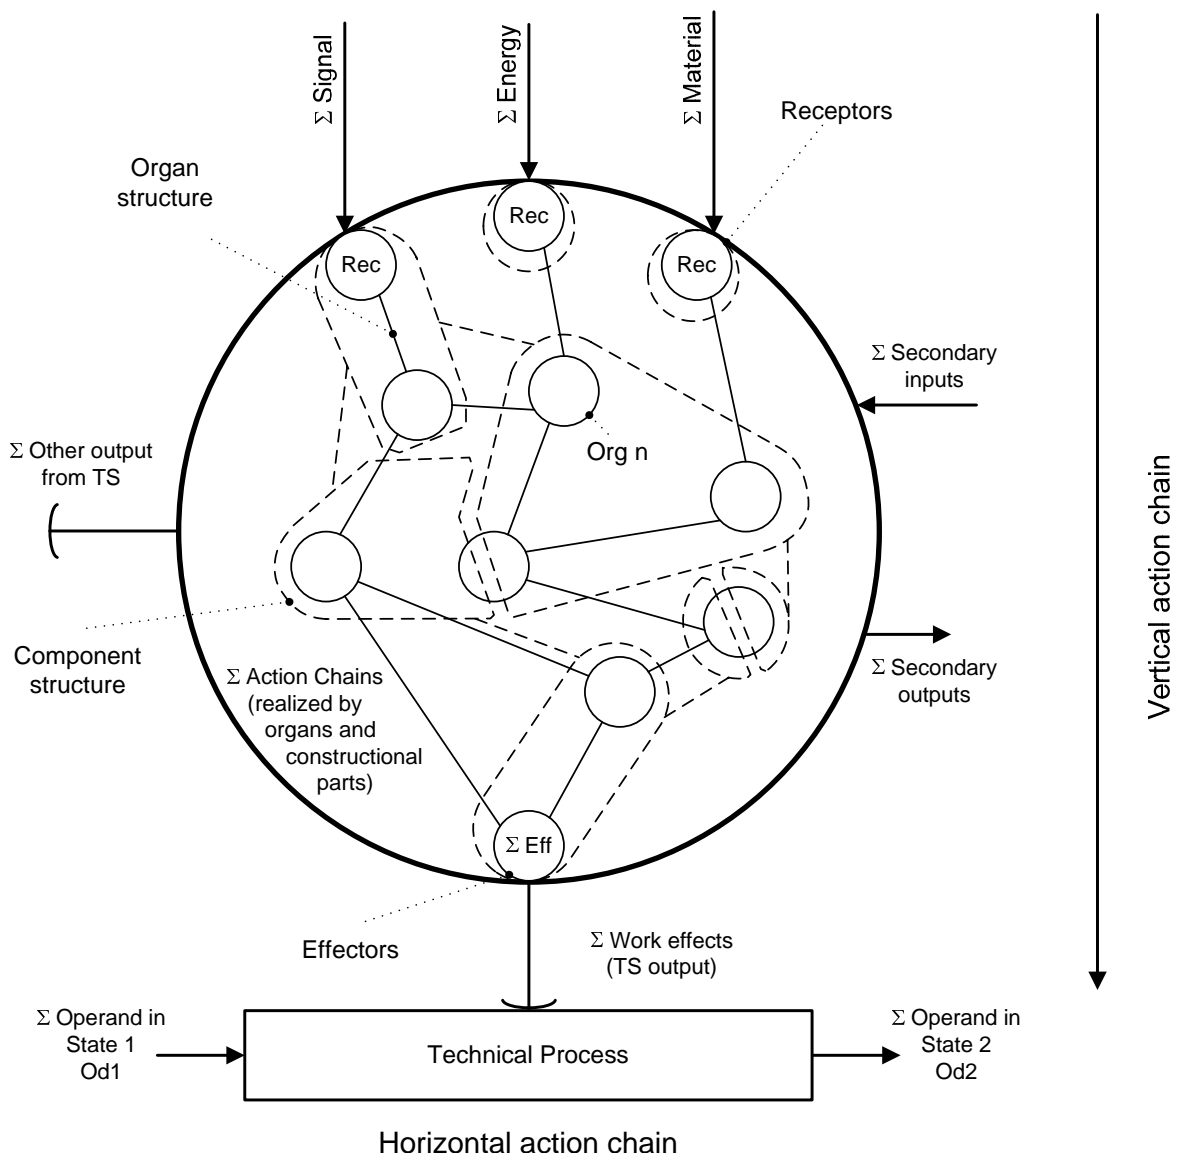 Σ Signal
Σ Energy
Σ Material
Receptors
Organ
structure
Rec
Rec
Rec
Σ Secondary
inputs
Org n
Σ Other output
from TS
Vertical action chain
Component
structure
Σ Action Chains
(realized by
organs and
constructional
parts)
Σ Secondary
outputs
Σ Eff
Effectors
Σ Work effects
(TS output)
Σ Operand in
State 1
Od1
Technical Process
Σ Operand in
State 2
Od2
Horizontal action chain